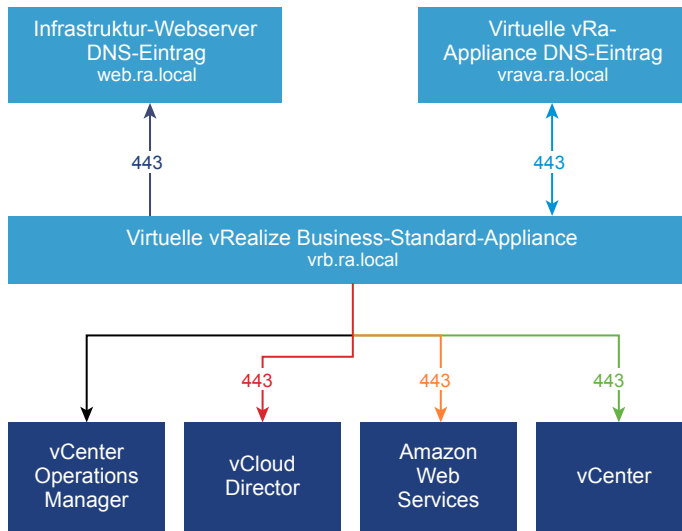 Infrastruktur-Webserver
DNS-Eintrag
web.ra.local
Virtuelle vRa-
Appliance DNS-Eintrag
vrava.ra.local
443
443
Virtuelle vRealize Business-Standard-Appliance
vrb.ra.local
443
443
443
vCenter
Operations
Manager
vCloud
Director
Amazon
Web
Services
vCenter